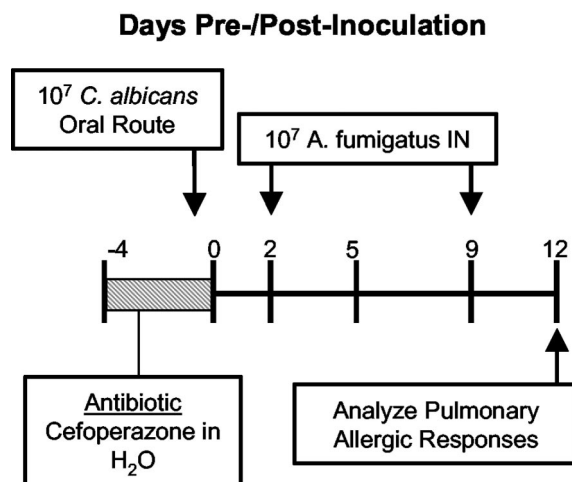 Days Pre-/Post-Inoculation
10⁷ C. albicans
Oral Route
10⁷ A. fumigatus IN
-4 0 2 5 9 12
Antibiotic
Cefoperazone in
H₂O
Analyze Pulmonary
Allergic Responses